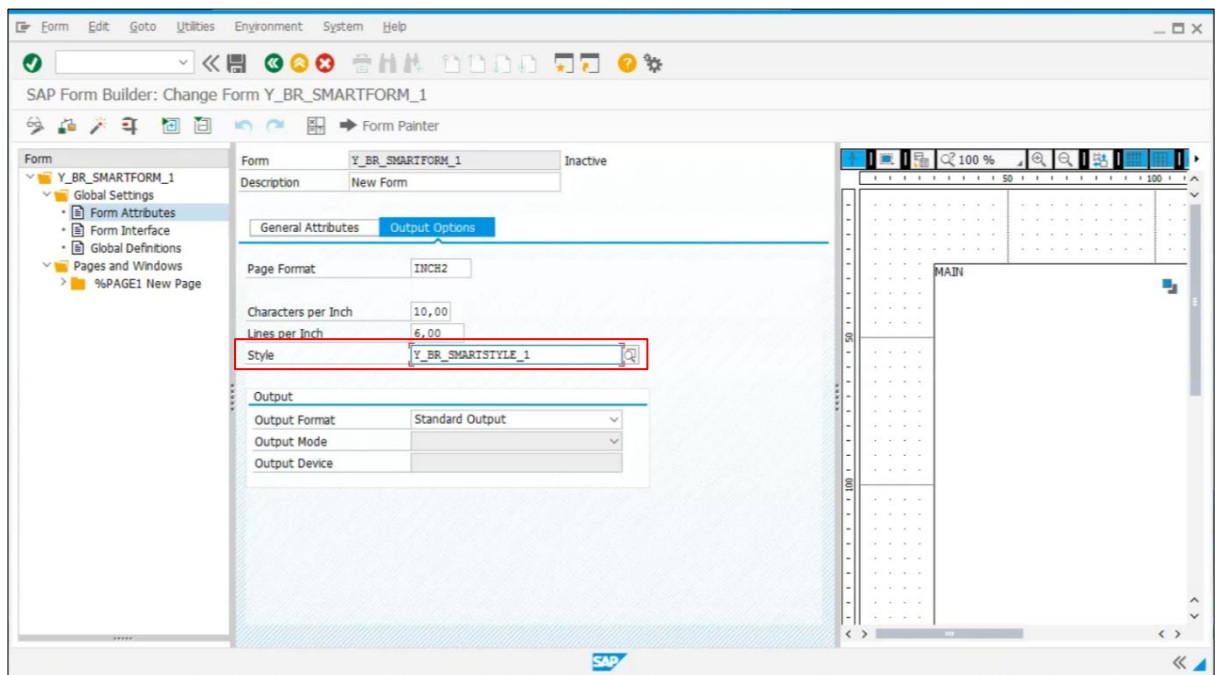 Form Edit Goto Utilities Environment System Help
SAP Form Builder: Change Form Y_BR_SMARTFORM_1
Form Painter
Form
Y_BR_SMARTFORM_1
Global Settings
Form Attributes
Form Interface
Global Definitions
Pages and Windows
%PAGE1 New Page
Form Y_BR_SMARTFORM_1 Inactive
Description New Form
General Attributes Output Options
Page Format INCH2
Characters per Inch 10,00
Lines per Inch 6,00
Style Y_BR_SMARTSTYLE_1
Output
Output Format Standard Output
Output Mode
Output Device
100 %
50 100
MAIN
50
100
SAP